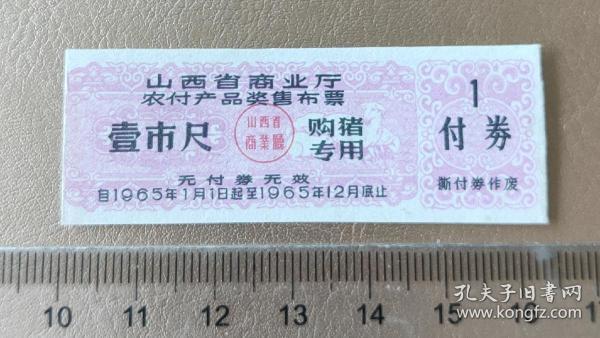 山西省商业厅
农付产品奖售布票
壹市尺
山西省
商業廳
购猪
专用
无付券无效
自1965年1月1日起至1965年12月底止
1
付券
撕付券作废
10 11 12 13 14 15 16
孔夫子旧书网
www.kongfz.com